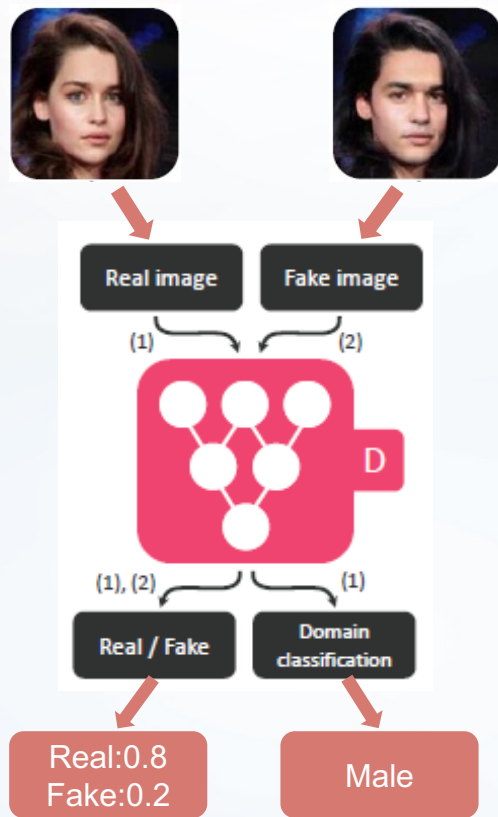 Real image
Fake image
(1)
(2)
D
(1), (2)
(1)
Real / Fake
Domain
classification
Real:0.8
Fake:0.2
Male